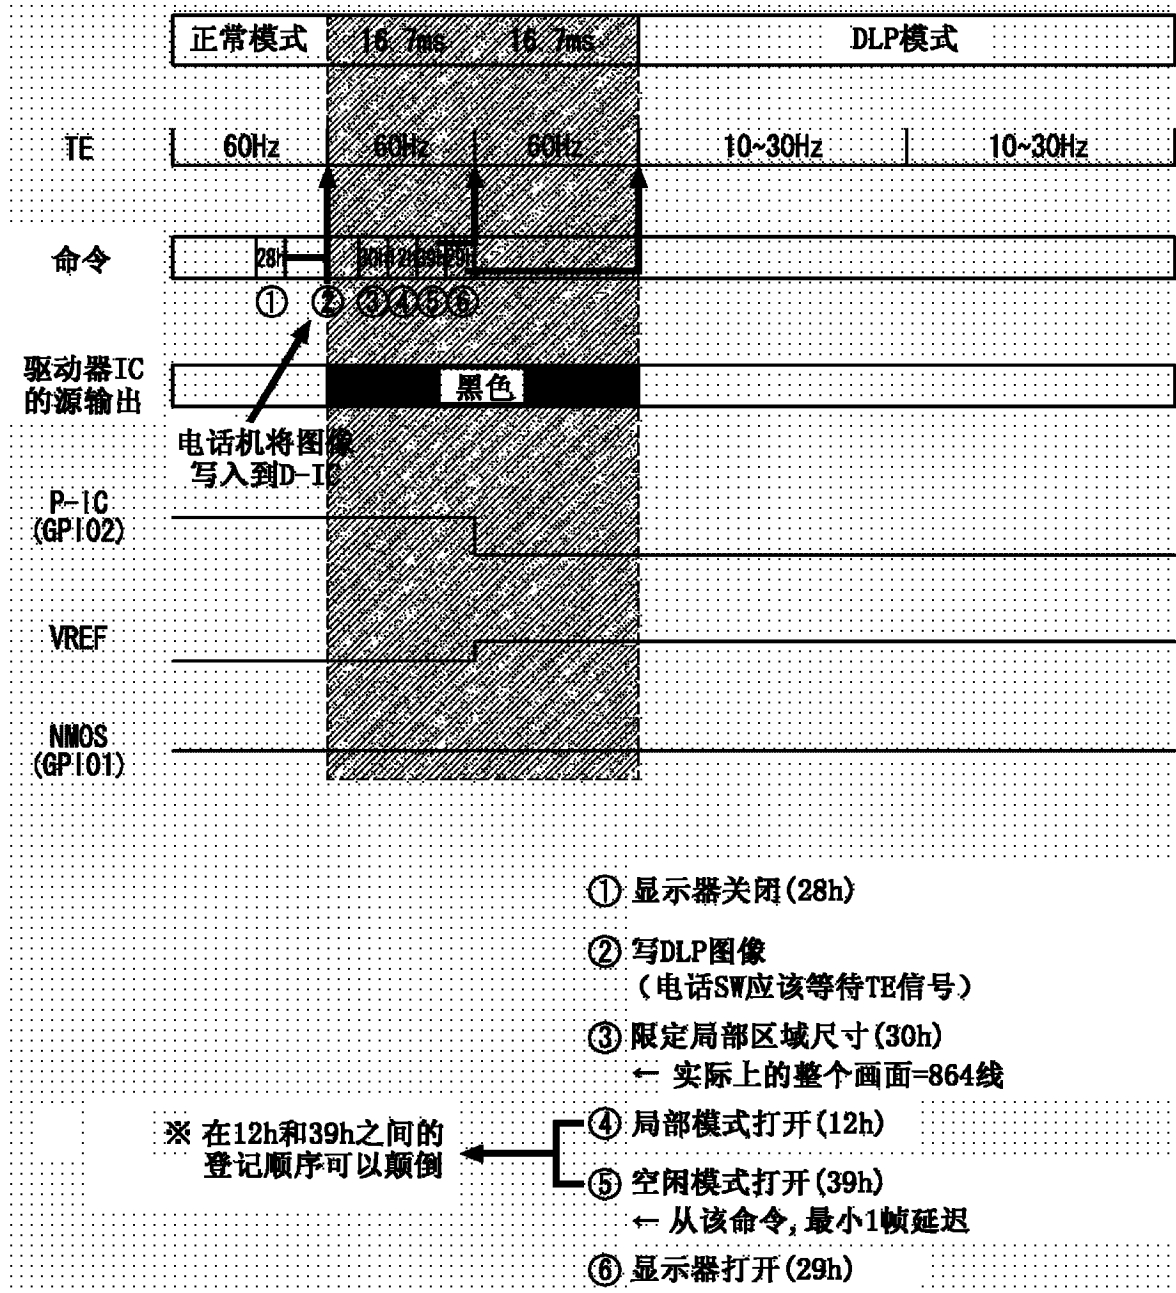 正常模式 16.7ms 16.7ms DLP模式
TE 60Hz 60Hz 60Hz 10~30Hz 10~30Hz
命令 28h 30h 12h 39h 29h
① ② ③ ④ ⑤ ⑥
驱动器IC
的源输出
黑色
电话机将图像
写入到D-IC
P-IC
(GPIO2)
VREF
NMOS
(GPIO1)
① 显示器关闭(28h)
② 写DLP图像
(电话SW应该等待TE信号)
③ 限定局部区域尺寸(30h)
← 实际上的整个画面=864线
④ 局部模式打开(12h)
※ 在12h和39h之间的
登记顺序可以颠倒
⑤ 空闲模式打开(39h)
← 从该命令,最小1帧延迟
⑥ 显示器打开(29h)